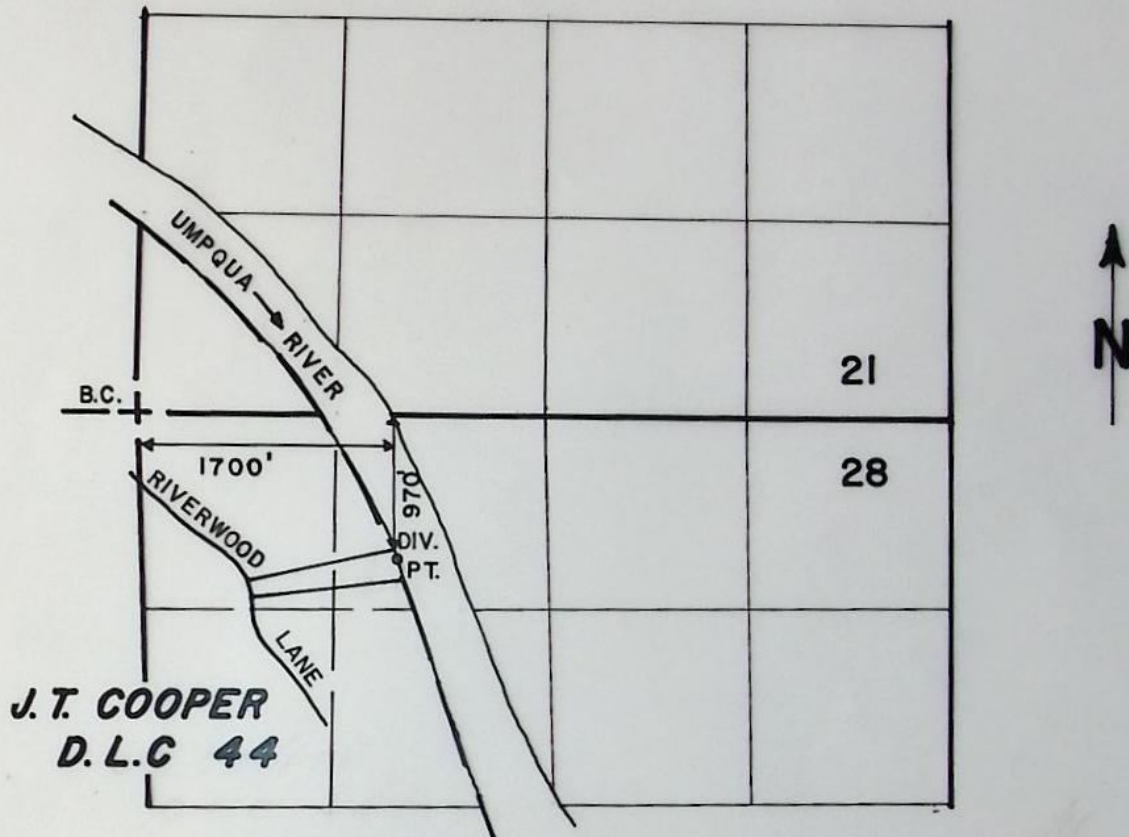 UMPQUA RIVER
B.C.
21
N
1700'
28
970'
RIVERWOOD
DIV.
PT.
LANE
J. T. COOPER
D. L. C 44